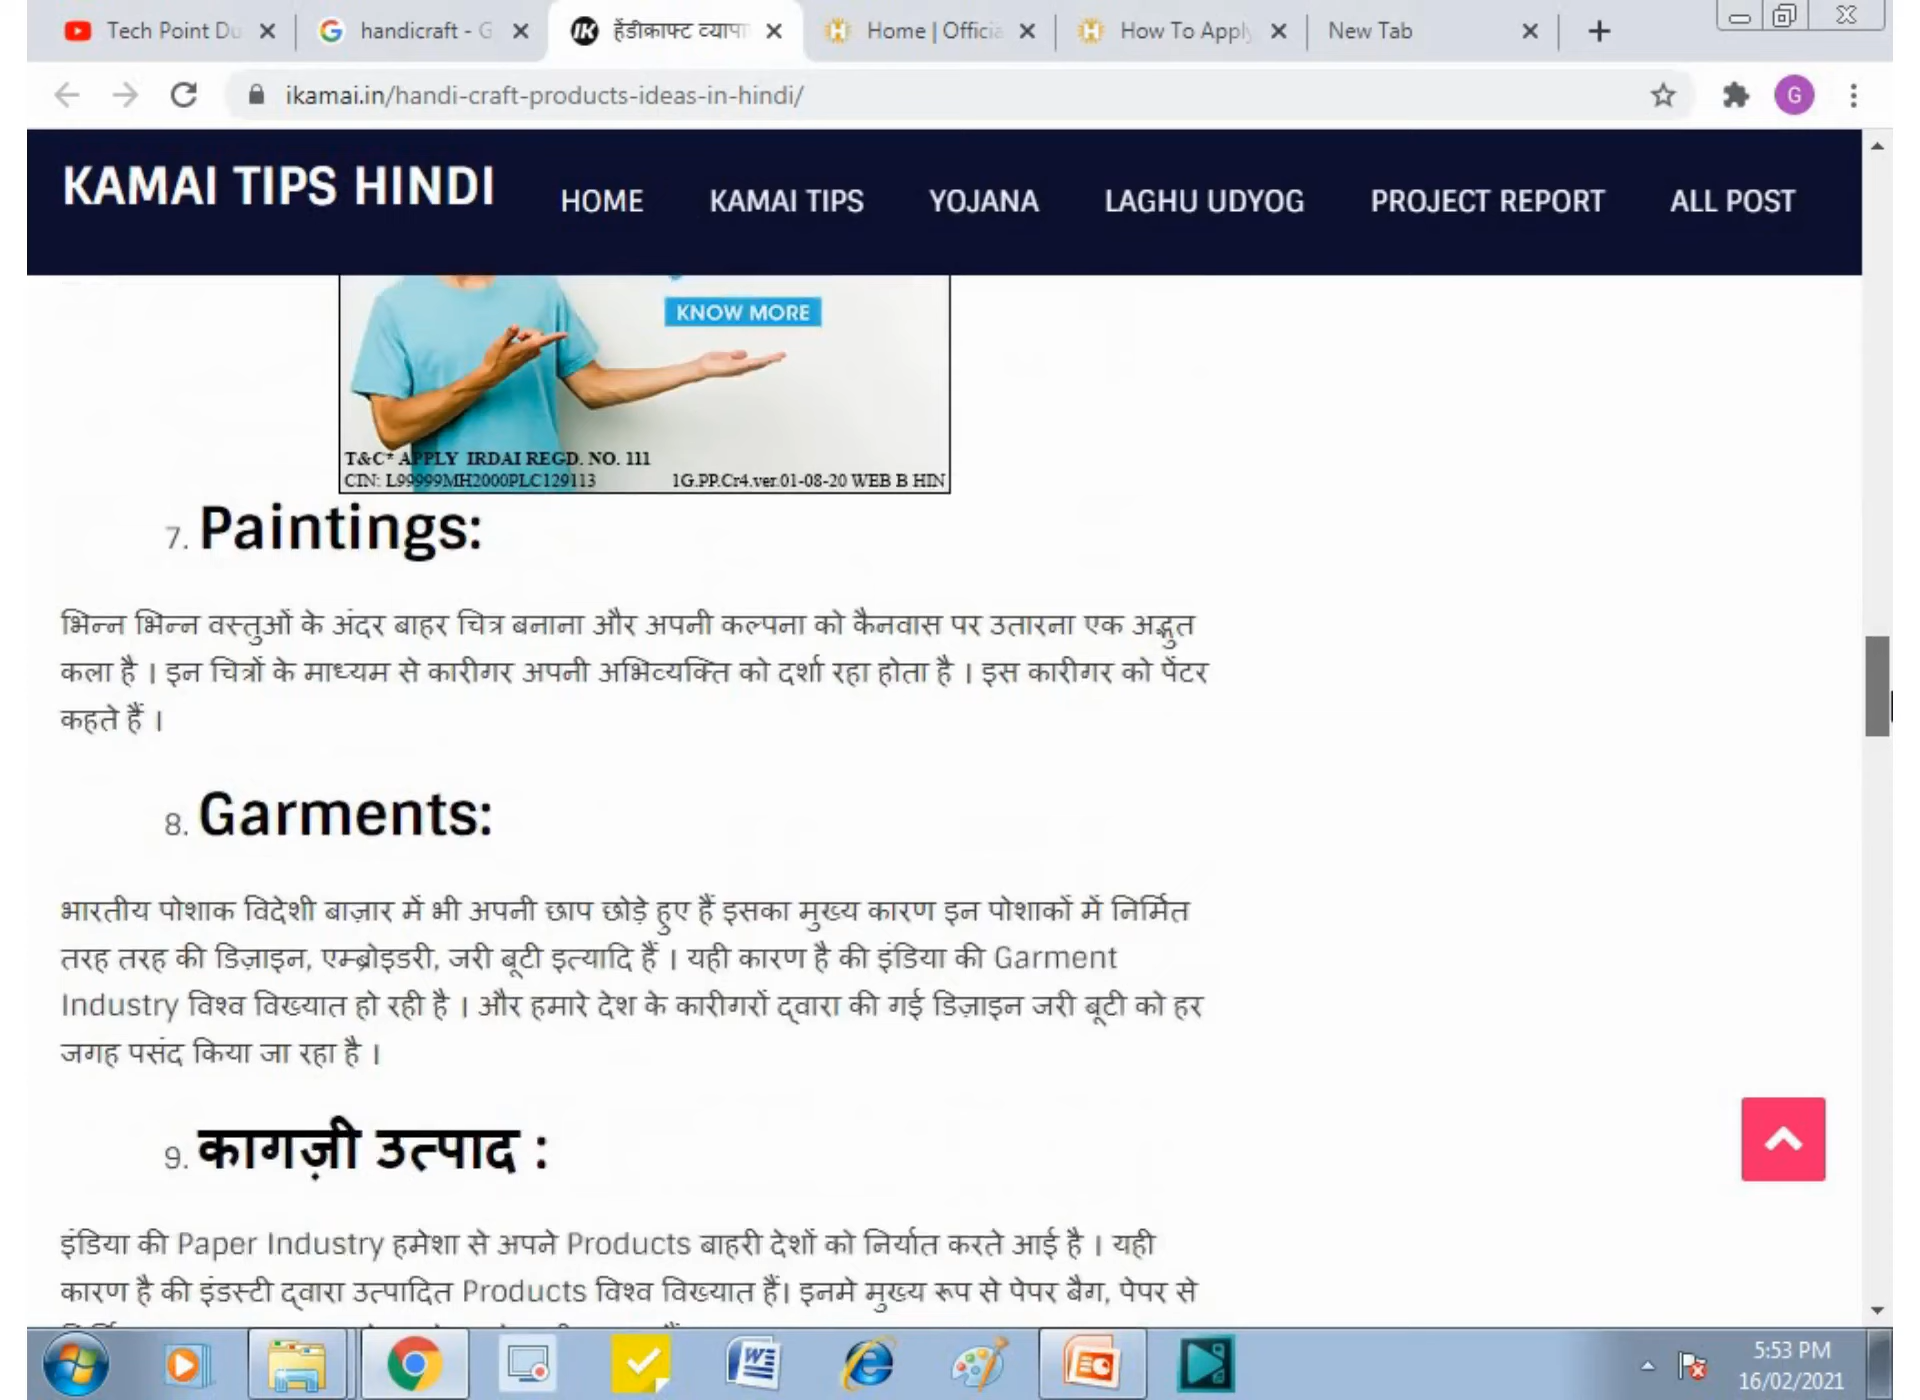 Tech Point Du
handicraft - G
हेंडीक्राफ्ट व्यापा
Home | Officia
How To Apply
New Tab
ikamai.in/handi-craft-products-ideas-in-hindi/
G
KAMAI TIPS HINDI
HOME
KAMAI TIPS
YOJANA
LAGHU UDYOG
PROJECT REPORT
ALL POST
KNOW MORE
T&C* APPLY IRDAI REGD. NO. 111
CIN: L99999MH2000PLC129113 1G.PP.Cr4.ver.01-08-20 WEB B HIN
7. Paintings:
भिन्न भिन्न वस्तुओं के अंदर बाहर चित्र बनाना और अपनी कल्पना को कैनवास पर उतारना एक अद्भुत
कला है । इन चित्रों के माध्यम से कारीगर अपनी अभिव्यक्ति को दर्शा रहा होता है । इस कारीगर को पेंटर
कहते हैं ।
8. Garments:
भारतीय पोशाक विदेशी बाज़ार में भी अपनी छाप छोड़े हुए हैं इसका मुख्य कारण इन पोशाकों में निर्मित
तरह तरह की डिज़ाइन, एम्ब्रोइडरी, जरी बूटी इत्यादि हैं । यही कारण है की इंडिया की Garment
Industry विश्व विख्यात हो रही है । और हमारे देश के कारीगरों द्वारा की गई डिज़ाइन जरी बूटी को हर
जगह पसंद किया जा रहा है ।
9. कागज़ी उत्पाद :
इंडिया की Paper Industry हमेशा से अपने Products बाहरी देशों को निर्यात करते आई है । यही
कारण है की इंडस्टी द्वारा उत्पादित Products विश्व विख्यात हैं। इनमे मुख्य रूप से पेपर बैग, पेपर से
5:53 PM
16/02/2021